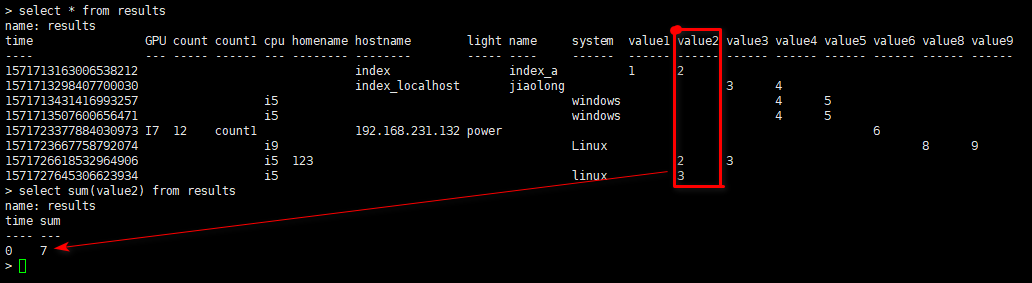 > select * from results
name: results
time GPU count count1 cpu homename hostname light name system value1 value2 value3 value4 value5 value6 value8 value9
---- --- ----- ------ --- -------- -------- ----- ---- ------ ------ ------ ------ ------ ------ ------ ------ ------
1571713163006538212 index index_a 1 2
1571713298407700030 index_localhost jiaolong 3 4
1571713431416993257 i5 windows 4 5
1571713507600656471 i5 windows 4 5
1571723377884030973 I7 12 count1 192.168.231.132 power 6
1571723667758792074 i9 Linux 8 9
1571726618532964906 i5 123 2 3
1571727645306623934 i5 linux 3
> select sum(value2) from results
name: results
time sum
---- ---
0 7
>